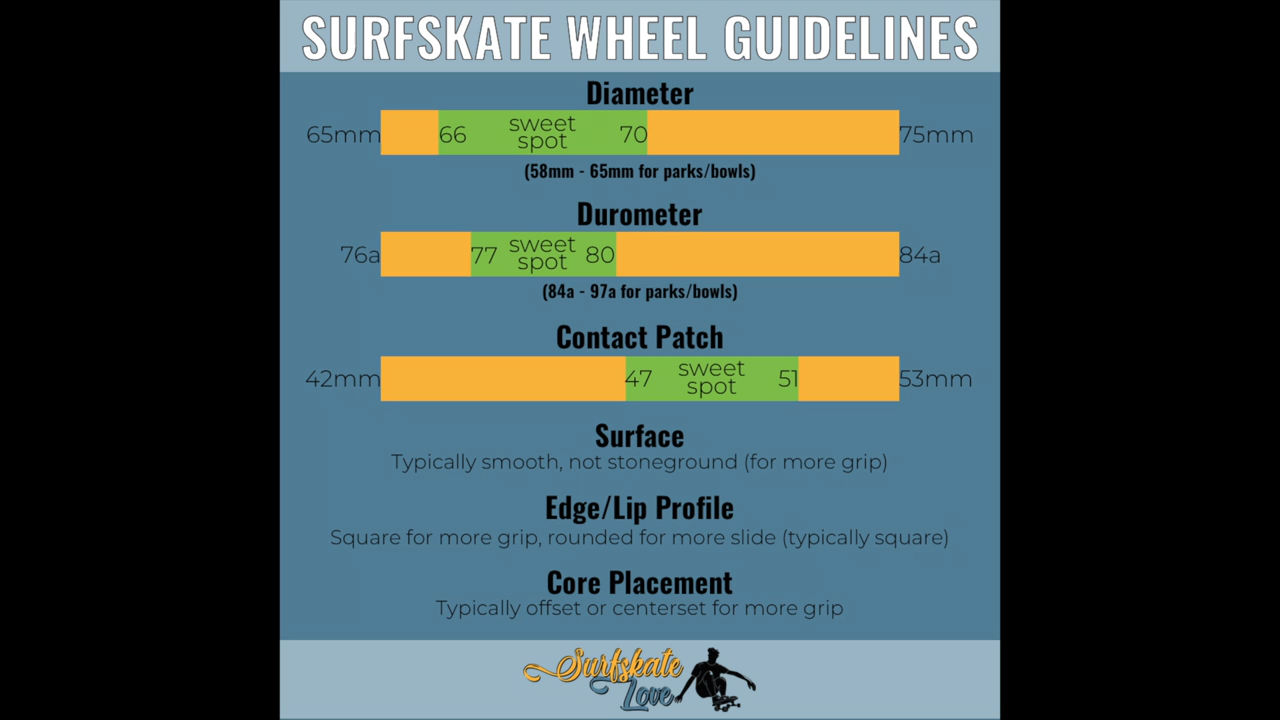 SURFSKATE WHEEL GUIDELINES
Diameter
65mm 66 sweet spot 70 75mm
(58mm - 65mm for parks/bowls)
Durometer
76a 77 sweet spot 80 84a
(84a - 97a for parks/bowls)
Contact Patch
42mm 47 sweet spot 51 53mm
Surface
Typically smooth, not stoneground (for more grip)
Edge/Lip Profile
Square for more grip, rounded for more slide (typically square)
Core Placement
Typically offset or centerset for more grip
Surfskate
Love